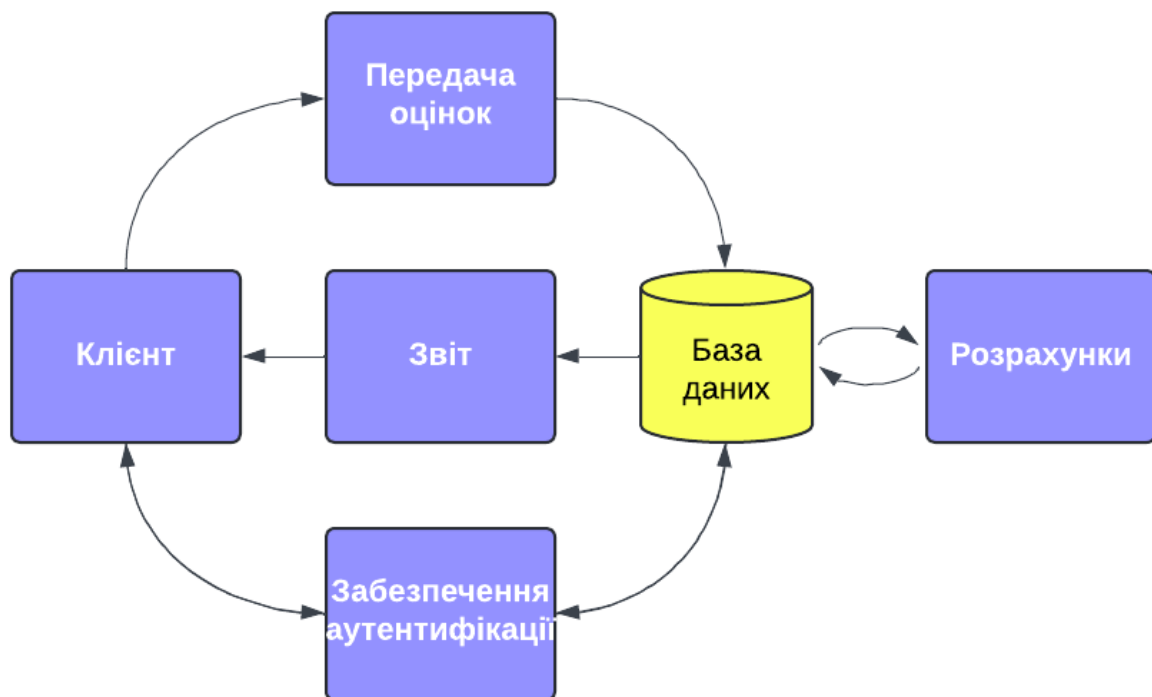 Передача
оцінок
Клієнт
Звіт
База
даних
Розрахунки
Забезпечення
аутентифікації